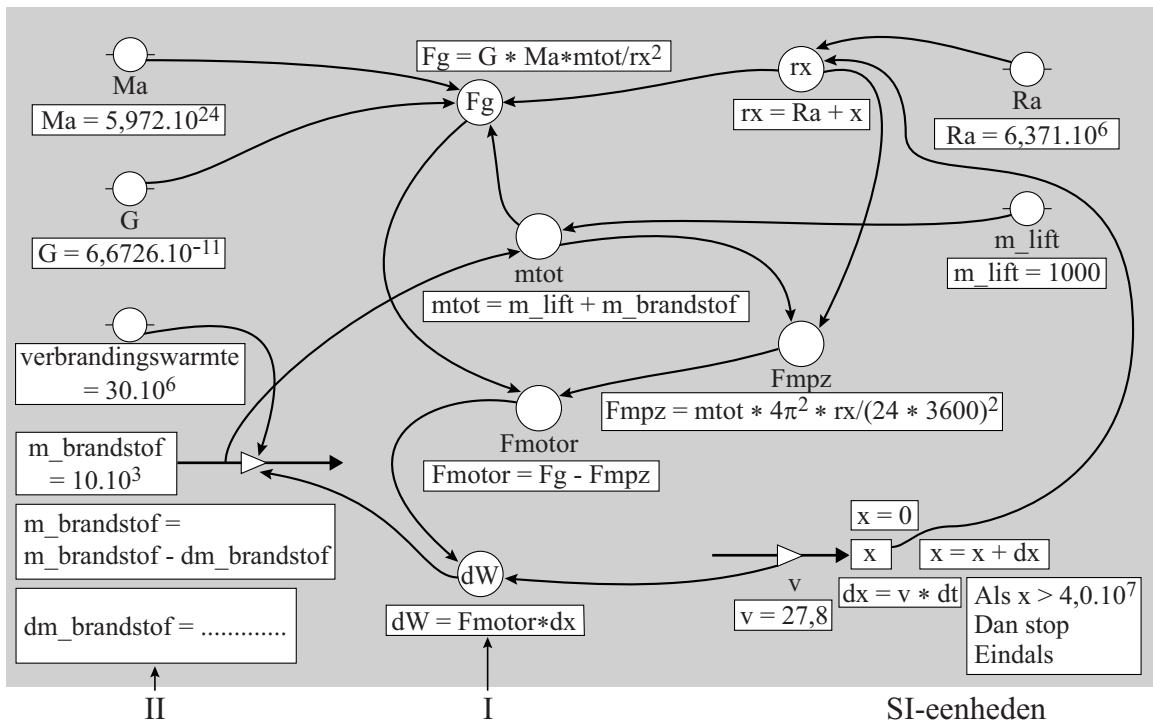 Ma
Ma = 5,972.10²⁴
G
G = 6,6726.10⁻¹¹
verbrandingswarmte
= 30.10⁶
m_brandstof
= 10.10³
m_brandstof =
m_brandstof - dm_brandstof
dm_brandstof = .............
II
Fg = G * Ma*mtot/rx²
Fg
mtot
mtot = m_lift + m_brandstof
Fmotor
Fmotor = Fg - Fmpz
dW
dW = Fmotor*dx
I
rx
rx = Ra + x
Ra
Ra = 6,371.10⁶
m_lift
m_lift = 1000
Fmpz
Fmpz = mtot * 4π² * rx/(24 * 3600)²
x = 0
x
x = x + dx
v
v = 27,8
dx = v * dt
Als x > 4,0.10⁷
Dan stop
Eindals
SI-eenheden